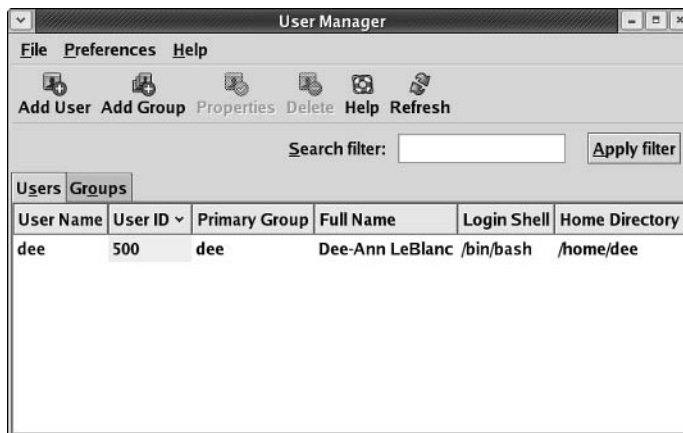 User Manager
File Preferences Help
Add User Add Group Properties Delete Help Refresh
Search filter: Apply filter
Users Groups
User Name User ID Primary Group Full Name Login Shell Home Directory
dee 500 dee Dee-Ann LeBlanc /bin/bash /home/dee